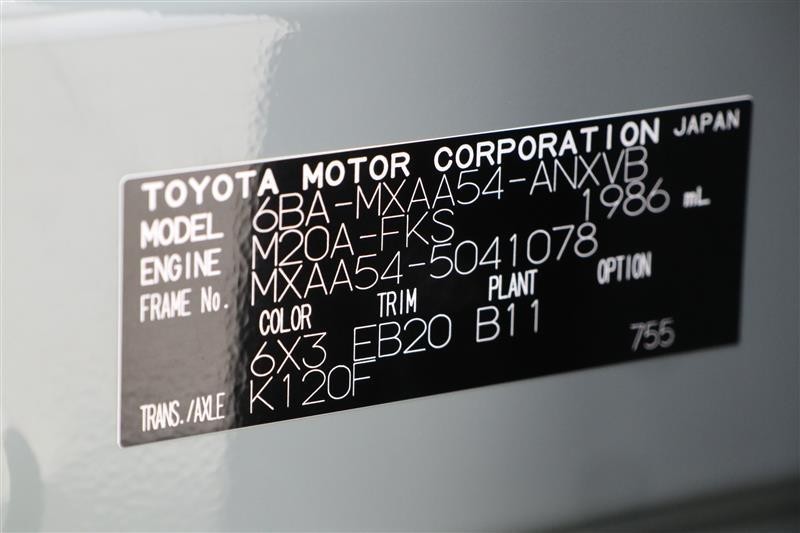 TOYOTA MOTOR CORPORATION JAPAN
MODEL 6BA-MXAA54-ANXVB
ENGINE M20A-FKS 1986 mL
FRAME No. MXAA54-5041078
COLOR TRIM PLANT OPTION
6X3 EB20 B11
TRANS./AXLE K120F 755